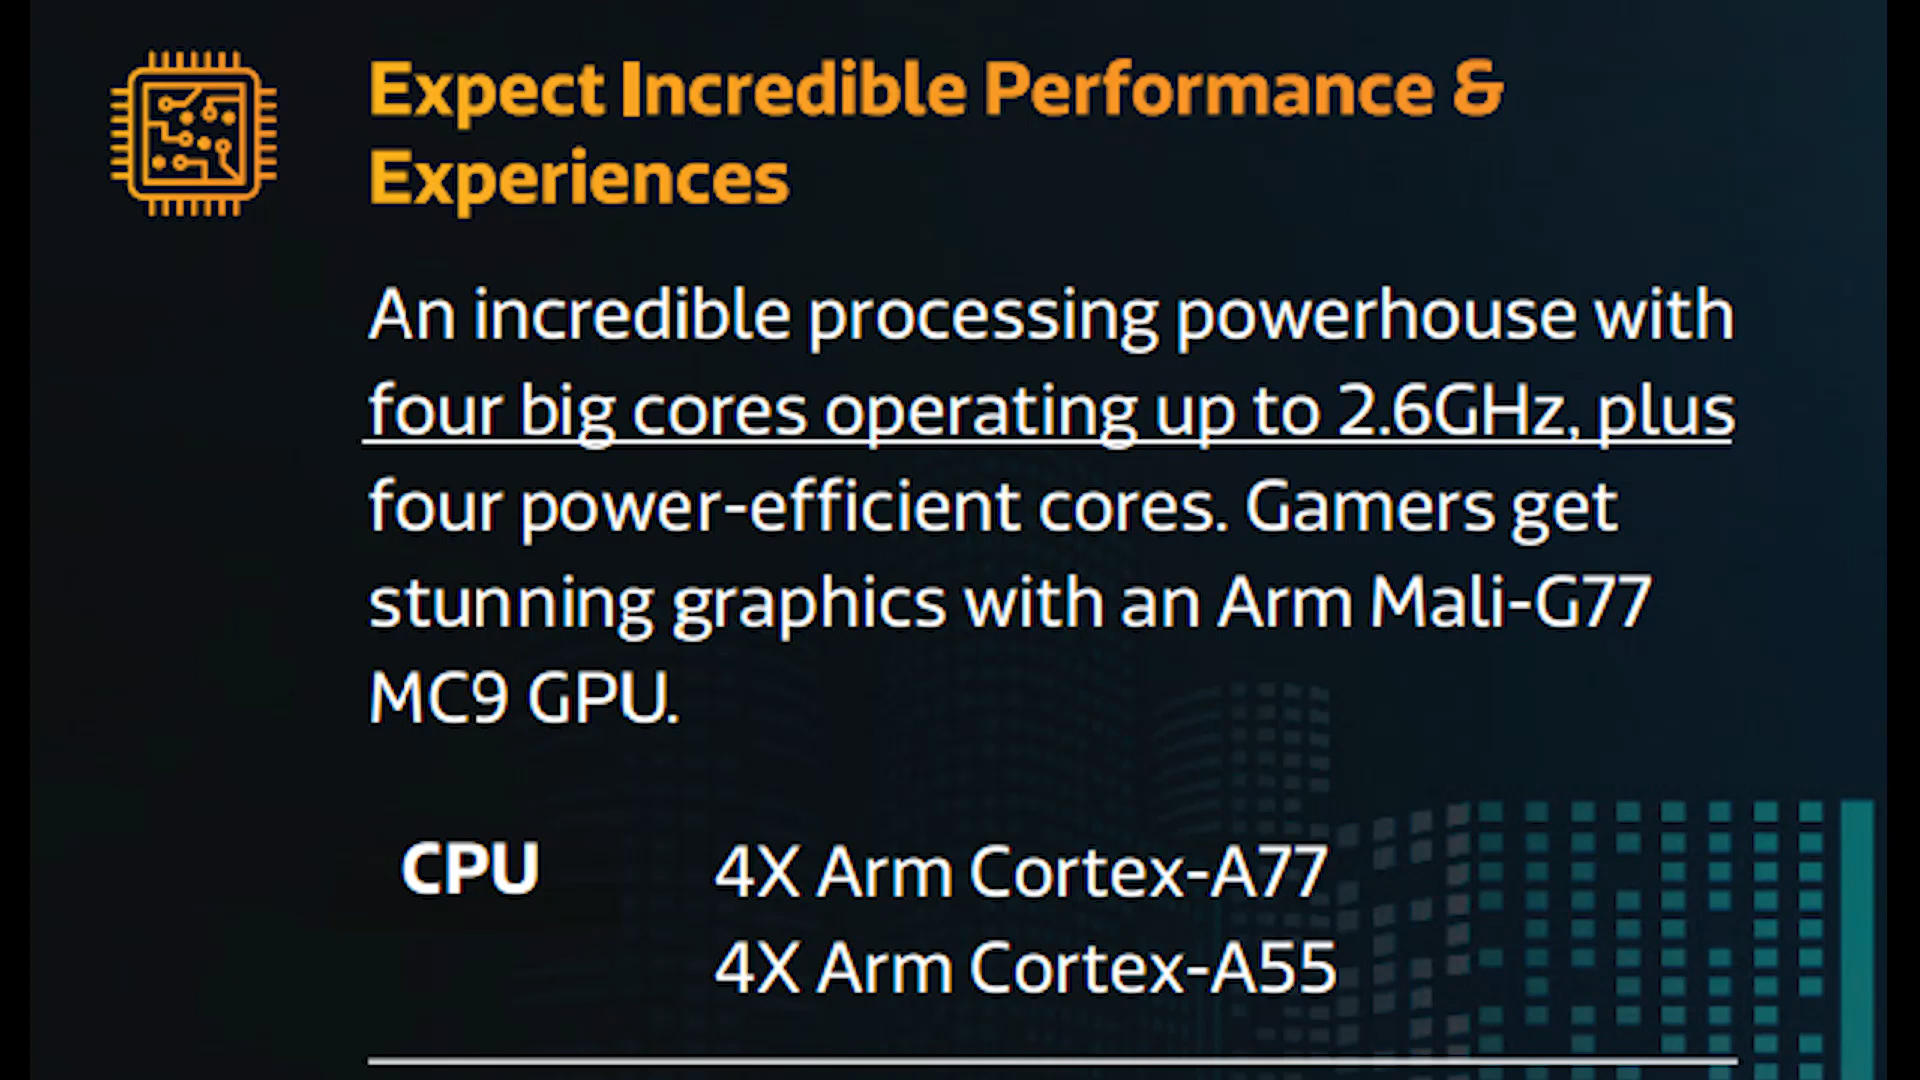 Expect Incredible Performance &
Experiences
An incredible processing powerhouse with
four big cores operating up to 2.6GHz, plus
four power-efficient cores. Gamers get
stunning graphics with an Arm Mali-G77
MC9 GPU.
CPU 4X Arm Cortex-A77
4X Arm Cortex-A55